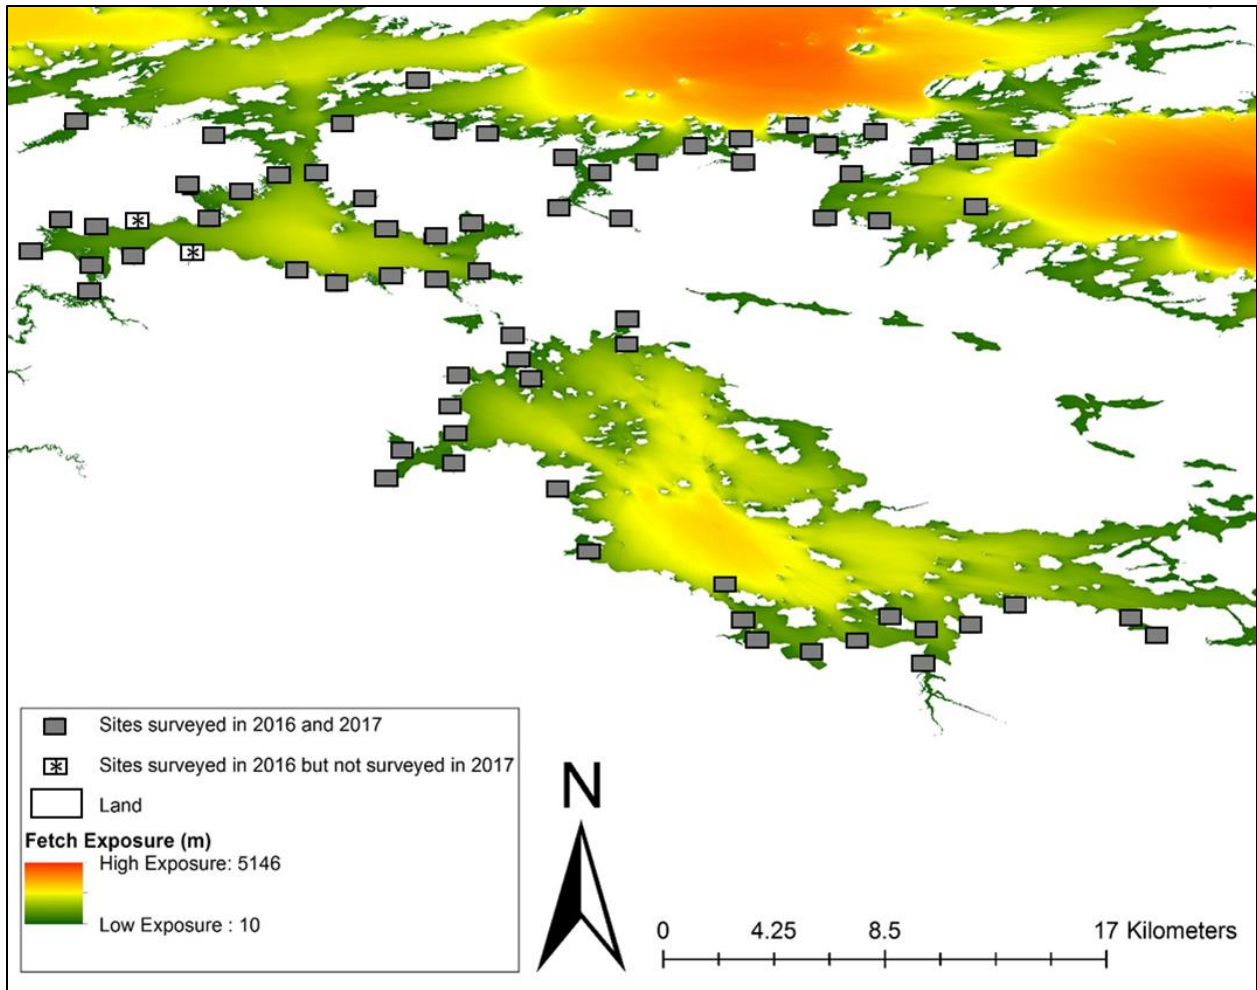 Sites surveyed in 2016 and 2017
Sites surveyed in 2016 but not surveyed in 2017
Land
Fetch Exposure (m)
High Exposure: 5146
Low Exposure : 10
N
0 4.25 8.5 17 Kilometers